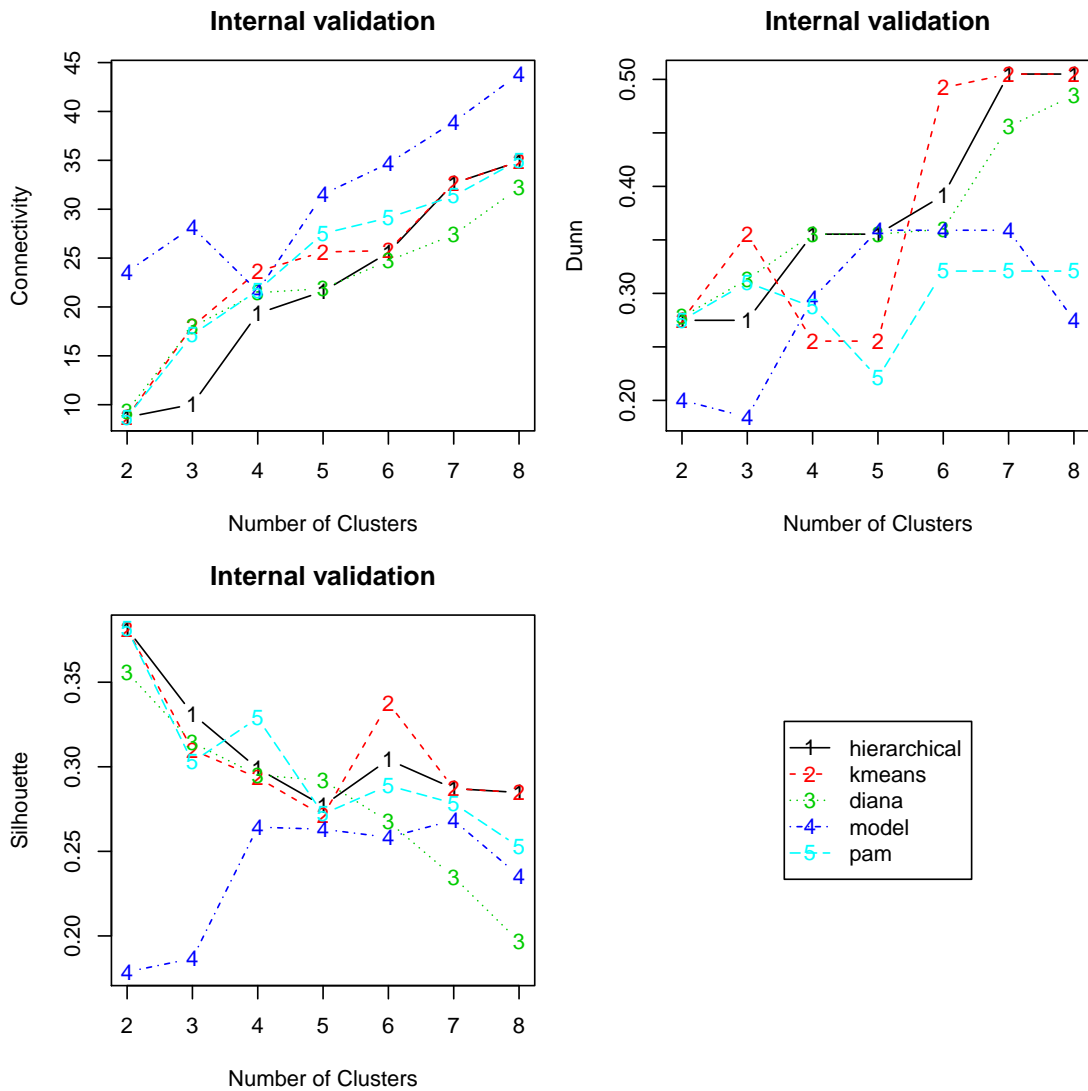 Internal validation
Connectivity
45
40
35
30
25
20
15
10
2 3 4 5 6 7 8
Number of Clusters
Internal validation
Dunn
0.50
0.40
0.30
0.20
2 3 4 5 6 7 8
Number of Clusters
Internal validation
Silhouette
0.35
0.30
0.25
0.20
2 3 4 5 6 7 8
Number of Clusters
1 hierarchical
2 kmeans
3 diana
4 model
5 pam